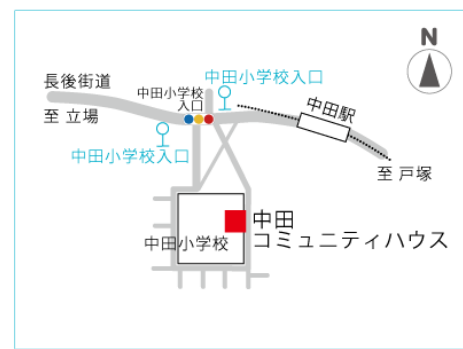 N
長後街道
中田小学校入口
中田小学校
入口
中田駅
至 立場
中田小学校入口
至 戸塚
中田
コミュニティハウス
中田小学校